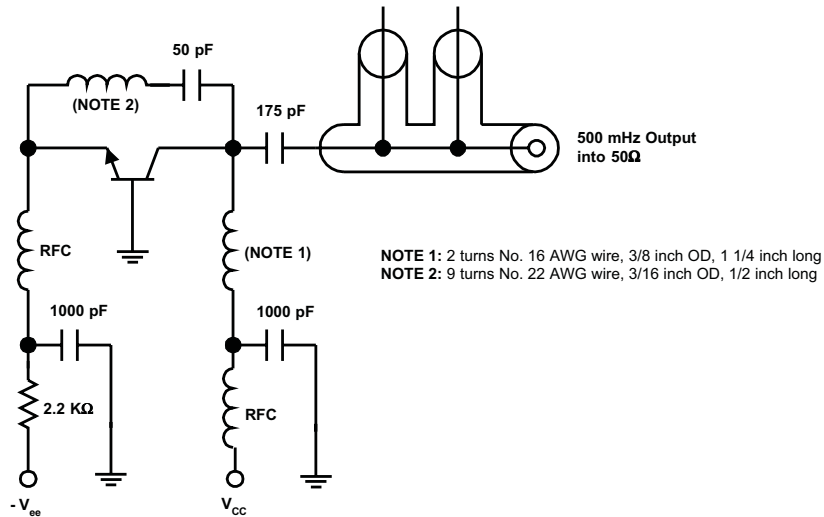 50 pF
(NOTE 2)
175 pF
500 mHz Output
into 50Ω
RFC
(NOTE 1)
NOTE 1: 2 turns No. 16 AWG wire, 3/8 inch OD, 1 1/4 inch long
NOTE 2: 9 turns No. 22 AWG wire, 3/16 inch OD, 1/2 inch long
1000 pF
1000 pF
2.2 KΩ
RFC
- Vee
VCC